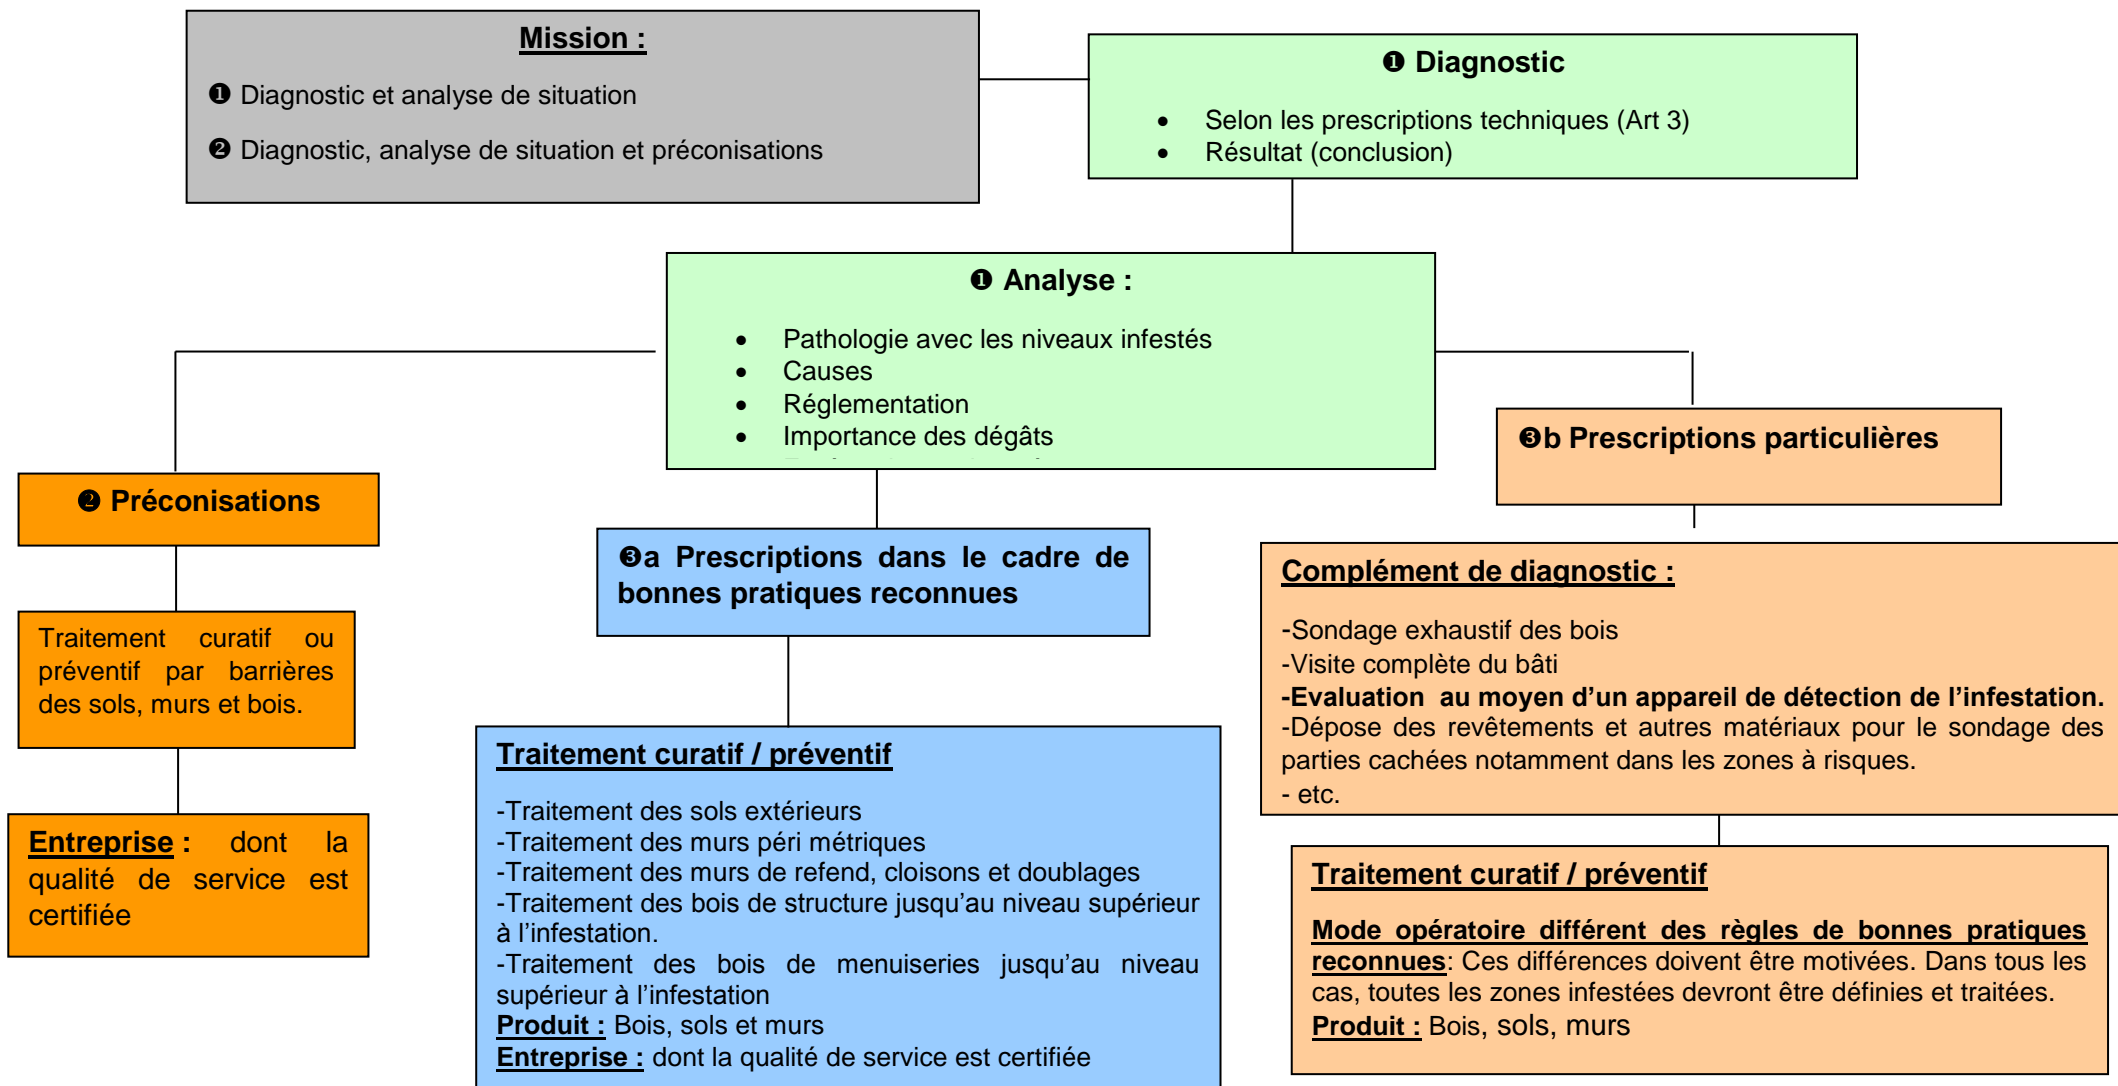 Mission :
❶ Diagnostic et analyse de situation
❷ Diagnostic, analyse de situation et préconisations
❶ Diagnostic
• Selon les prescriptions techniques (Art 3)
• Résultat (conclusion)
❶ Analyse :
• Pathologie avec les niveaux infestés
• Causes
• Réglementation
• Importance des dégâts
❷ Préconisations
Traitement curatif ou
préventif par barrières
des sols, murs et bois.
Entreprise : dont la
qualité de service est
certifiée
❸a Prescriptions dans le cadre de
bonnes pratiques reconnues
Traitement curatif / préventif
-Traitement des sols extérieurs
-Traitement des murs péri métriques
-Traitement des murs de refend, cloisons et doublages
-Traitement des bois de structure jusqu’au niveau supérieur
à l’infestation.
-Traitement des bois de menuiseries jusqu’au niveau
supérieur à l’infestation
Produit : Bois, sols et murs
Entreprise : dont la qualité de service est certifiée
❸b Prescriptions particulières
Complément de diagnostic :
-Sondage exhaustif des bois
-Visite complète du bâti
-Evaluation au moyen d’un appareil de détection de l’infestation.
-Dépose des revêtements et autres matériaux pour le sondage des
parties cachées notamment dans les zones à risques.
- etc.
Traitement curatif / préventif
Mode opératoire différent des règles de bonnes pratiques
reconnues: Ces différences doivent être motivées. Dans tous les
cas, toutes les zones infestées devront être définies et traitées.
Produit : Bois, sols, murs